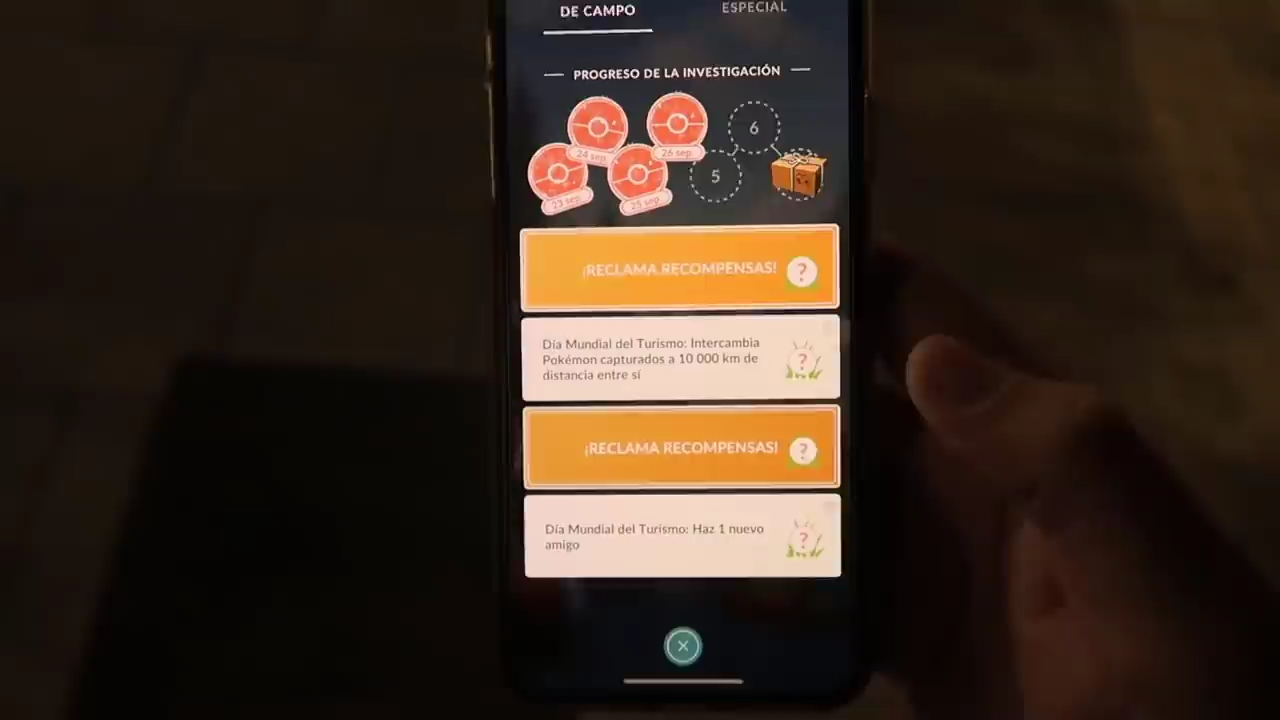 DE CAMPO
ESPECIAL
PROGRESO DE LA INVESTIGACIÓN
24 sep.
26 sep.
6
23 sep.
25 sep.
5
¡RECLAMA RECOMPENSAS!
?
Día Mundial del Turismo: Intercambia
Pokémon capturados a 10 000 km de
distancia entre sí
?
¡RECLAMA RECOMPENSAS!
?
Día Mundial del Turismo: Haz 1 nuevo
amigo
?